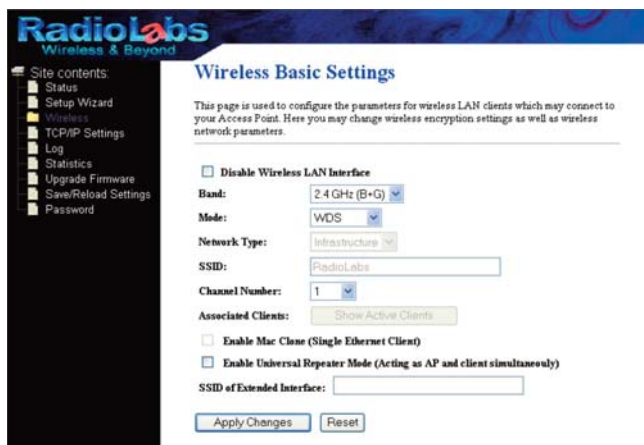 RadioLabs
Wireless & Beyond
Site contents:
Status
Setup Wizard
Wireless
TCP/IP Settings
Log
Statistics
Upgrade Firmware
Save/Reload Settings
Password
Wireless Basic Settings
This page is used to configure the parameters for wireless LAN clients which may connect to
your Access Point. Here you may change wireless encryption settings as well as wireless
network parameters.
Disable Wireless LAN Interface
Band: 2.4 GHz (B+G)
Mode: WDS
Network Type: Infrastructure
SSID: RadioLabs
Channel Number: 1
Associated Clients: Show Active Clients
Enable Mac Clone (Single Ethernet Client)
Enable Universal Repeater Mode (Acting as AP and client simultaneouly)
SSID of Extended Interface:
Apply Changes Reset